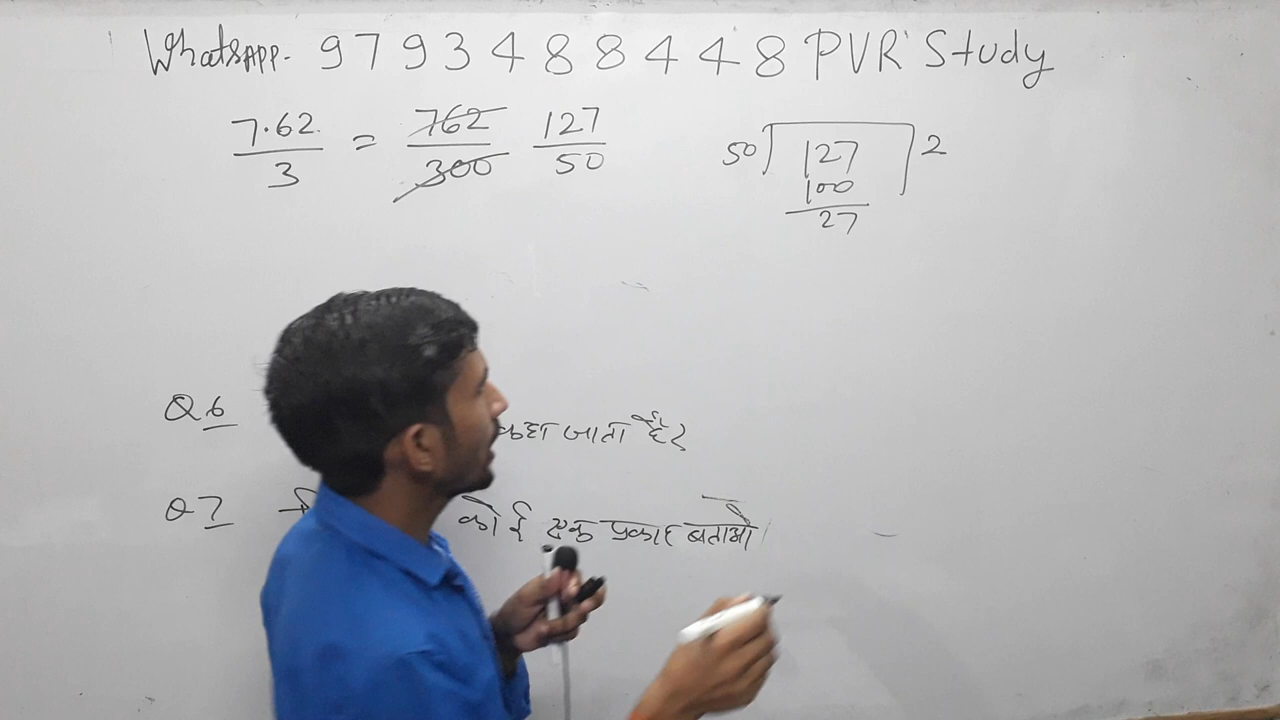 WhatsApp. 9793488448 PVR Study
7.62/3 = 762/300 127/50
50) 127 (2
100
27
Q6 कहा जाता है?
Q7 कोई एक प्रकार बताओ